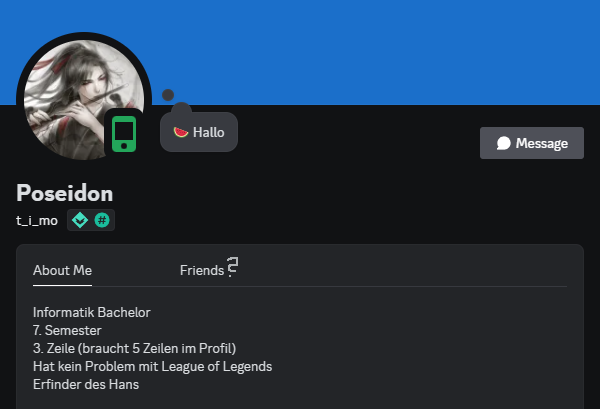 🍉 Hallo
Message
Poseidon
t_i_mo #
About Me
Friends ?
Informatik Bachelor
7. Semester
3. Zeile (braucht 5 Zeilen im Profil)
Hat kein Problem mit League of Legends
Erfinder des Hans